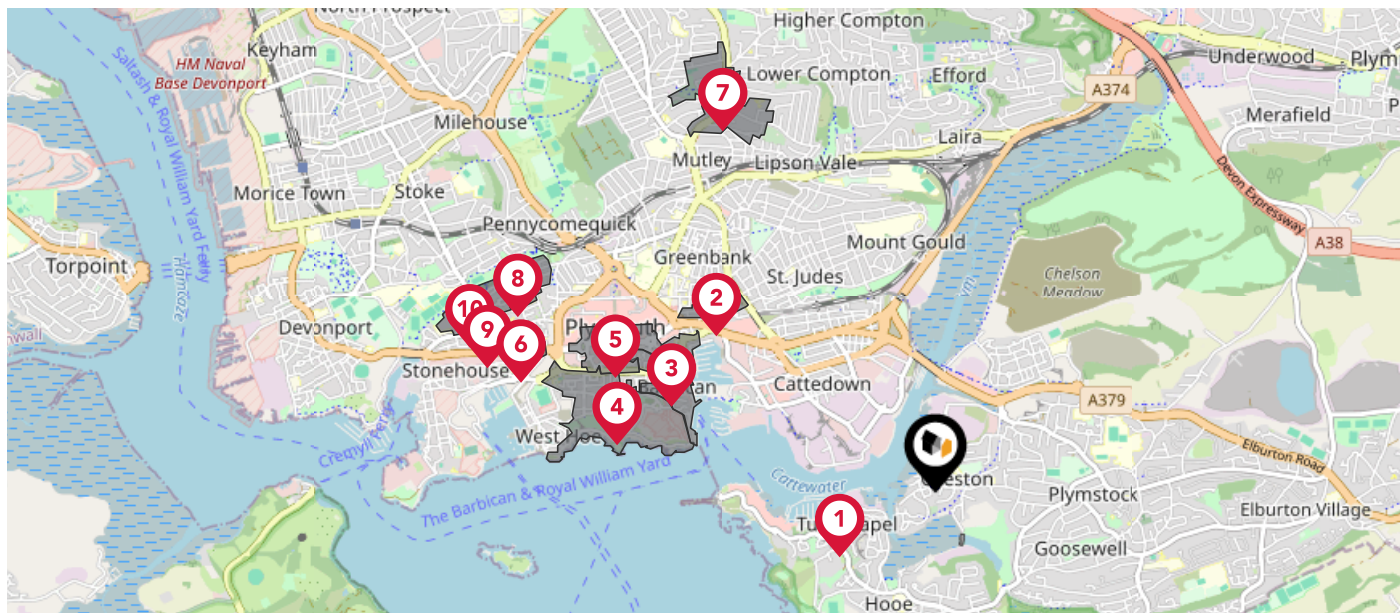 North Prospect
Higher Compton
Keyham
HM Naval
Base Devonport
Saltash & Royal William Yard Ferry
Lower Compton
Efford
Underwood
A374
Merafield
Milehouse
7
Laira
Mutley
Lipson Vale
Morice Town
Stoke
Devon Expressway
Pennycomequick
Mount Gould
A38
Torpoint
Hamoaze
Greenbank
St. Judes
Chelson
Meadow
8
2
10
9
Devonport
6
5
3
Stonehouse
Cattedown
A379
4
West Hoe
Cremyll Ferry
Elburton Road
The Barbican & Royal William Yard
Cattewater
Plymstock
Elburton Village
1
Goosewell
Hooe